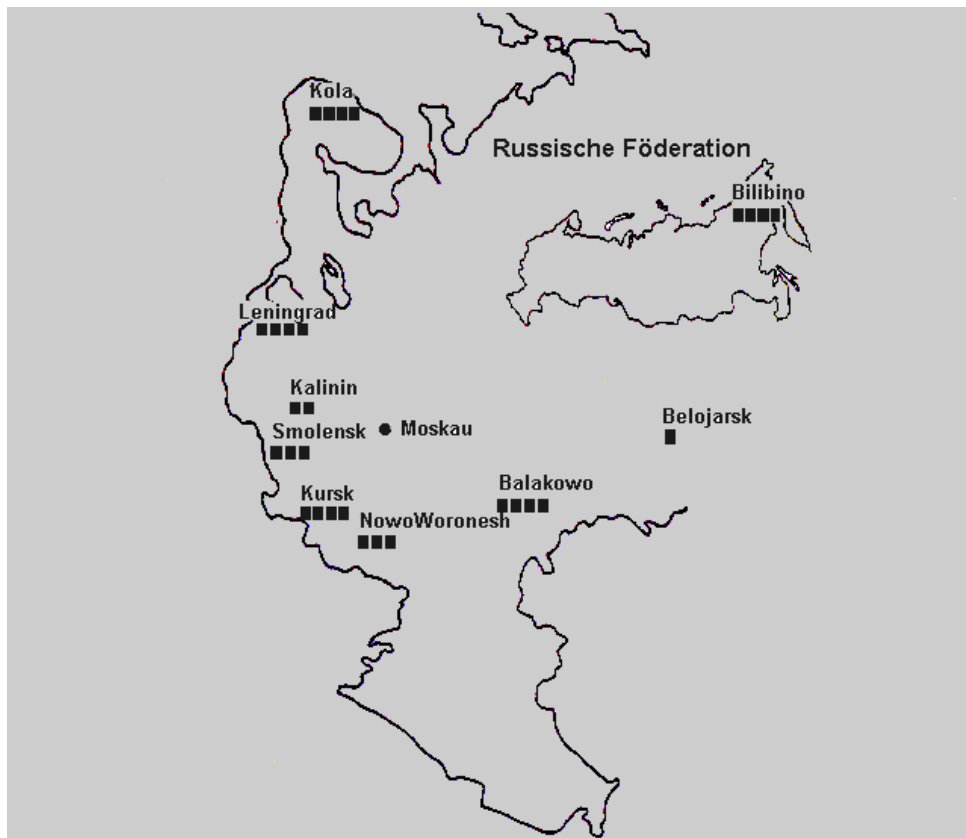 Kola
Russische Föderation
Bilibino
Leningrad
Kalinin
Smolensk
Moskau
Belojarsk
Kursk
Balakowo
NowoWoronesh